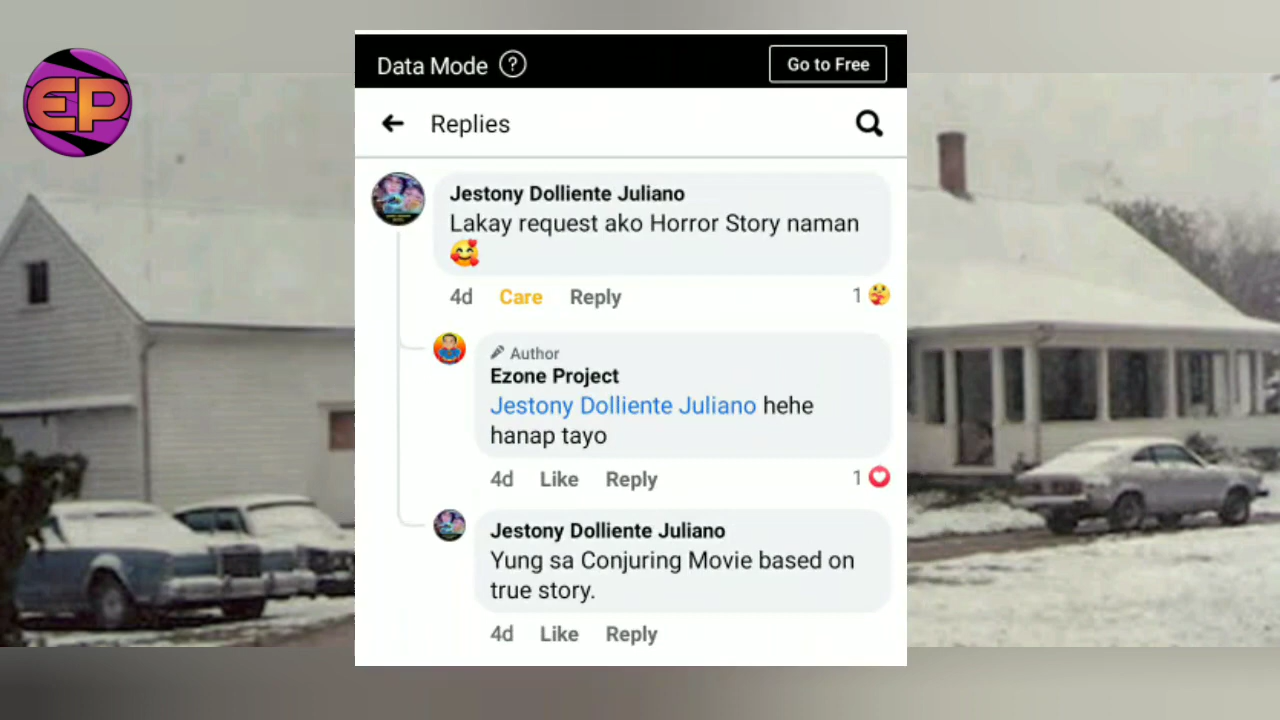 EP
Data Mode ?
Go to Free
Replies
Jestony Dolliente Juliano
Lakay request ako Horror Story naman
🥰
4d Care Reply 1
Author
Ezone Project
Jestony Dolliente Juliano hehe
hanap tayo
4d Like Reply 1
Jestony Dolliente Juliano
Yung sa Conjuring Movie based on
true story.
4d Like Reply